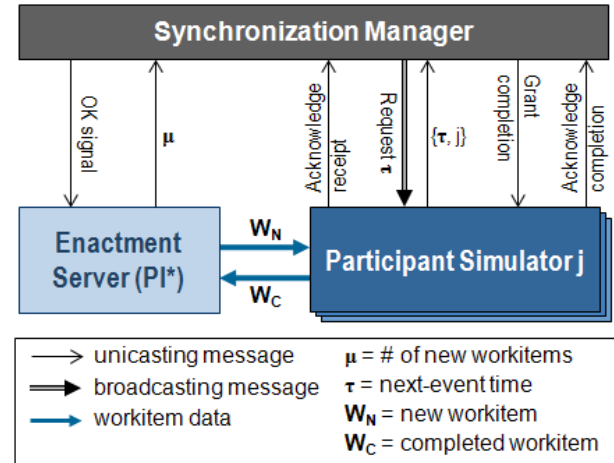 Synchronization Manager
OK signal
μ
Acknowledge
receipt
Request
τ
{τ, j}
Grant
completion
Acknowledge
completion
Enactment
Server (PI*)
W_N
W_C
Participant Simulator j
unicasting message
broadcasting message
workitem data
μ = # of new workitems
τ = next-event time
W_N = new workitem
W_C = completed workitem